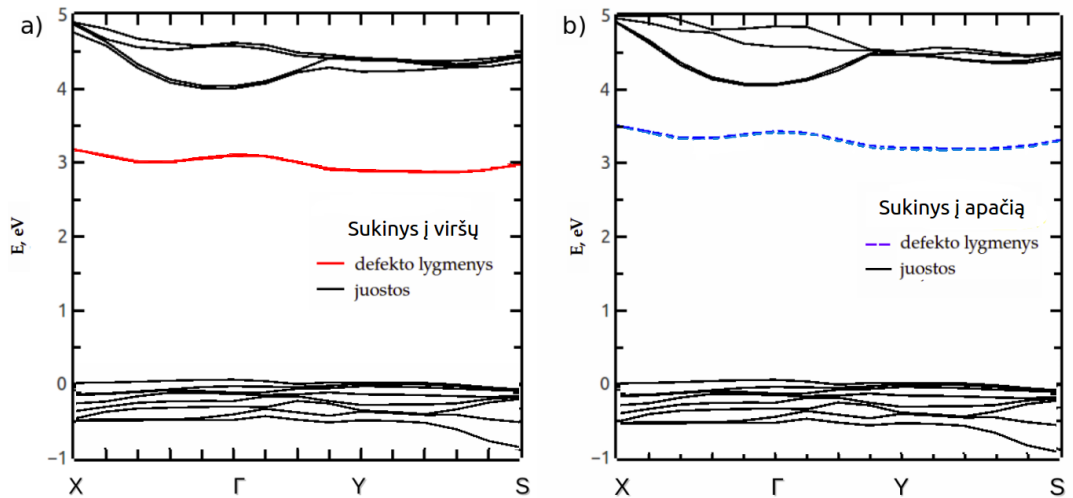 a)
5
4
3
2
1
0
−1
E, eV
Sukinys į viršų
defekto lygmenys
juostos
X Γ Y S
b)
5
4
3
2
1
0
−1
E, eV
Sukinys į apačią
defekto lygmenys
juostos
X Γ Y S